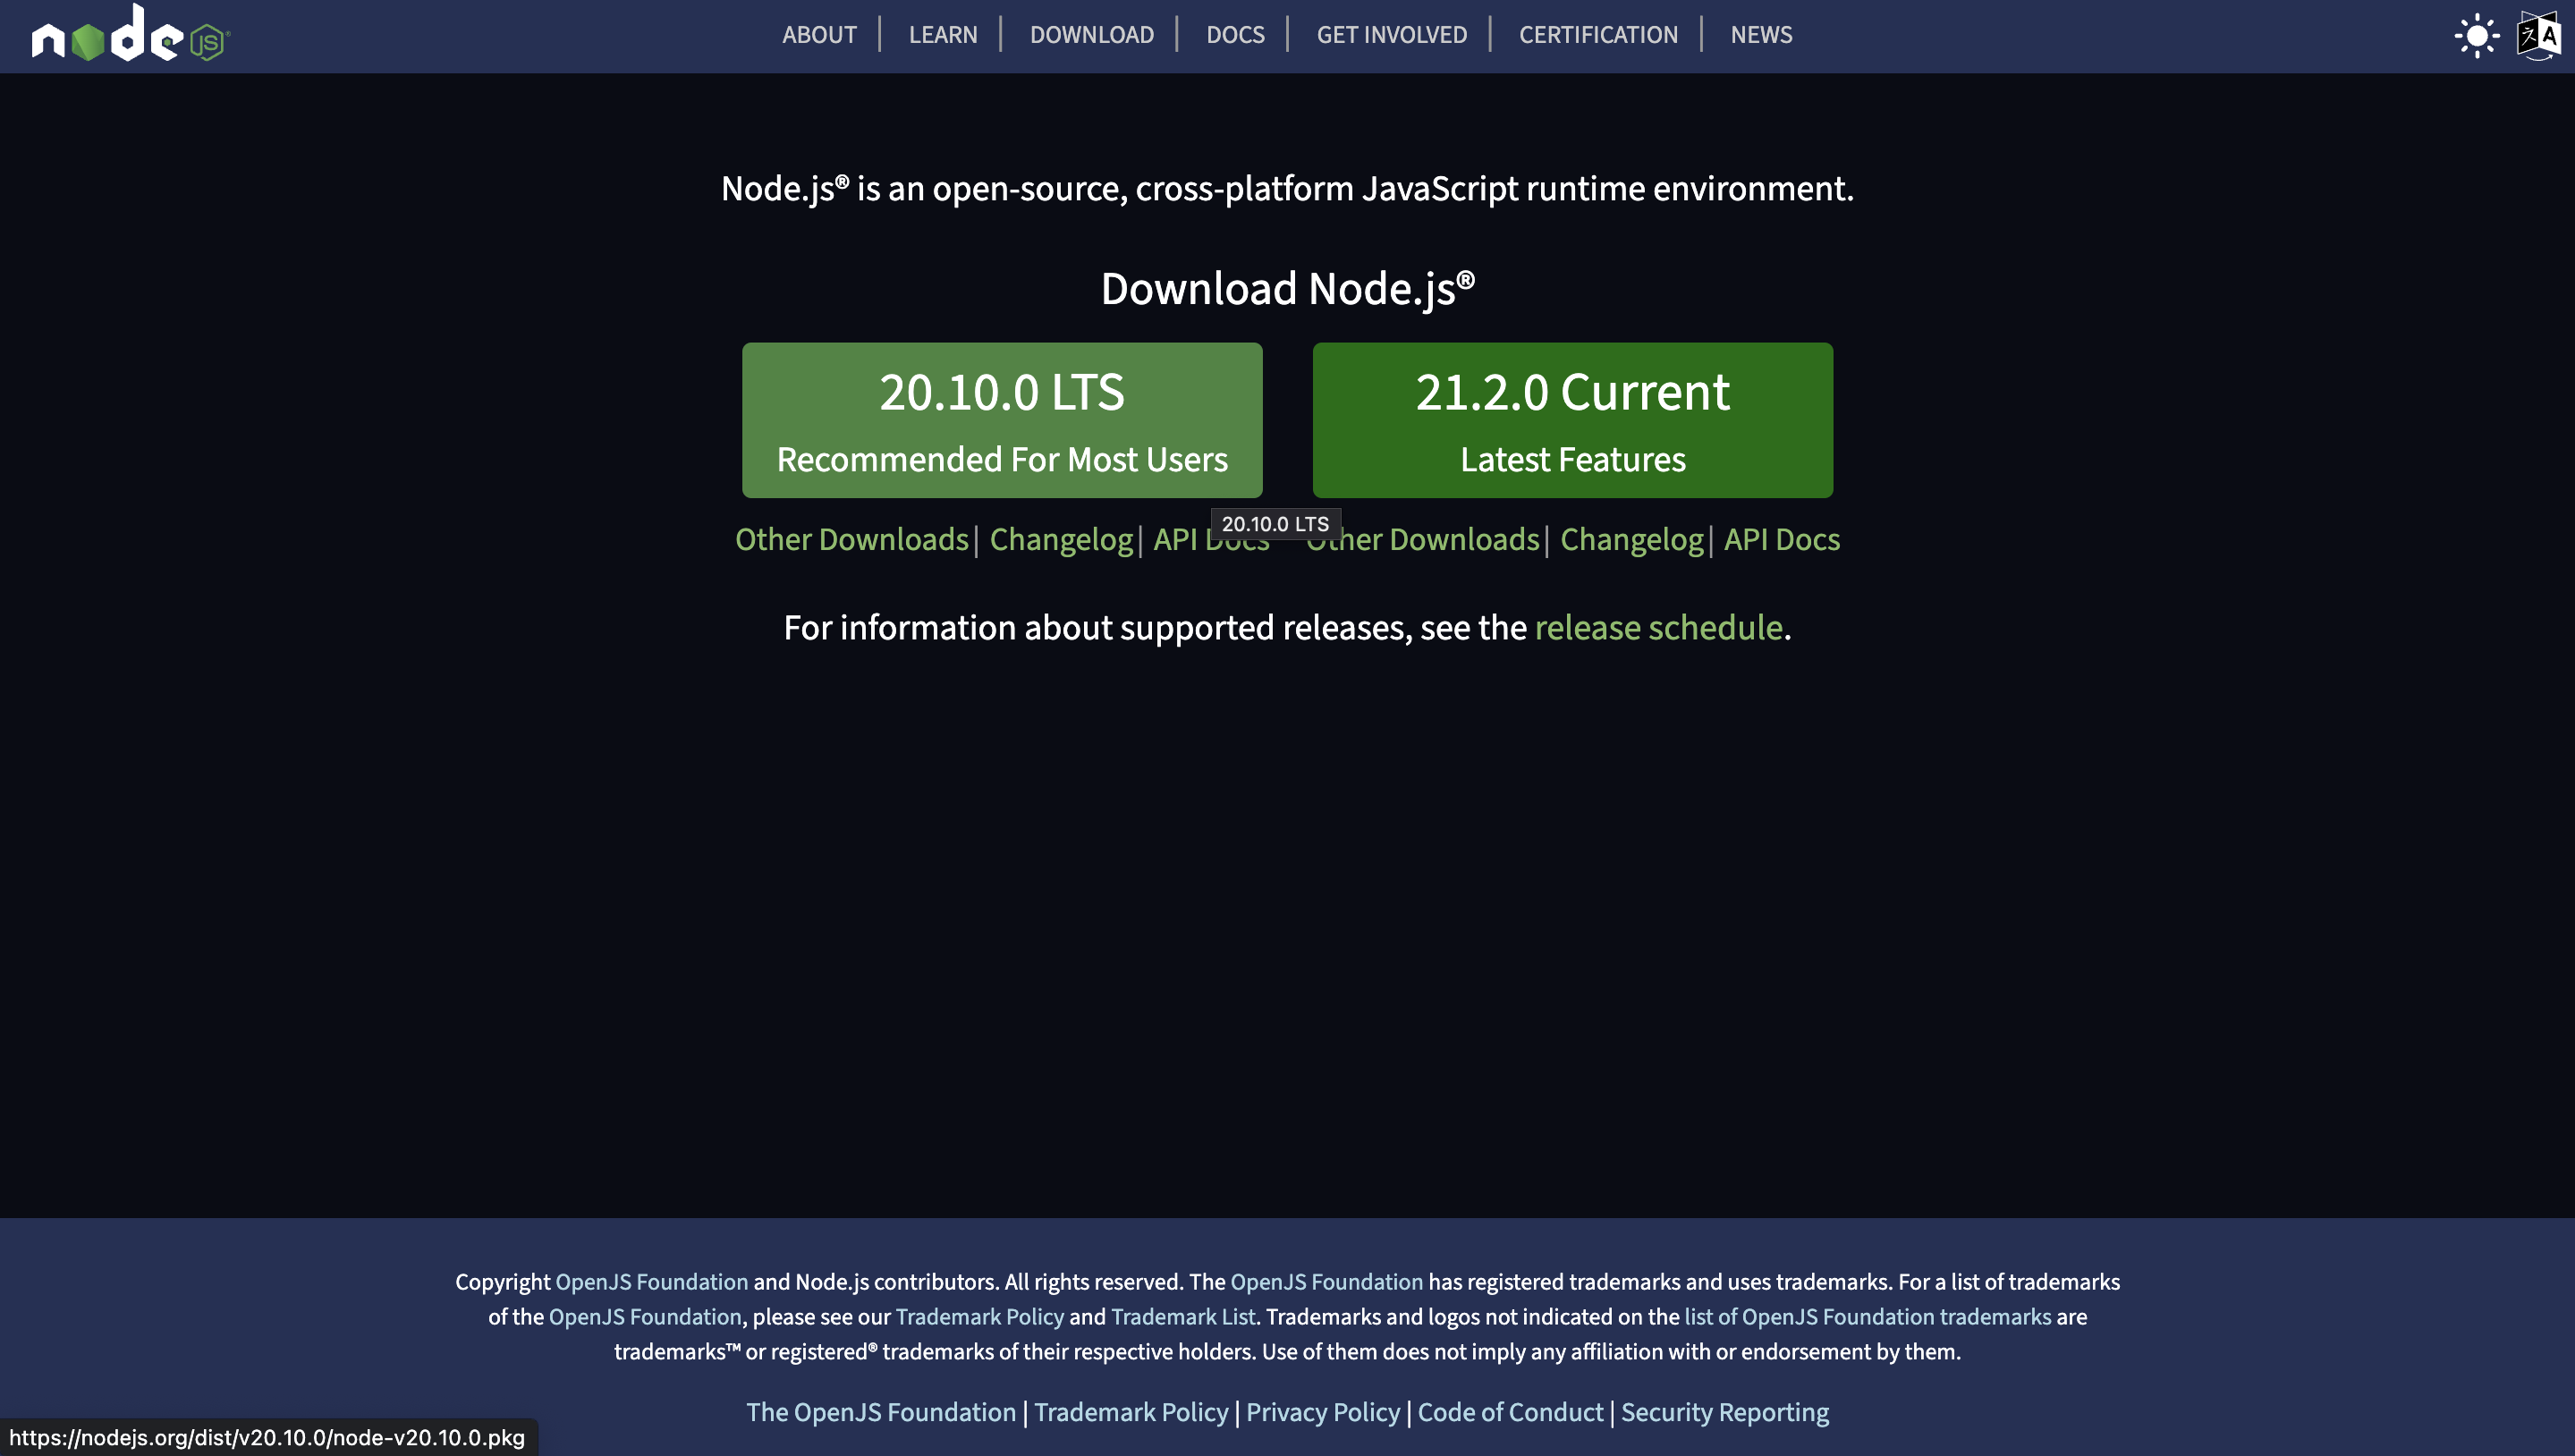 node JS®
ABOUT | LEARN | DOWNLOAD | DOCS | GET INVOLVED | CERTIFICATION | NEWS
Node.js® is an open-source, cross-platform JavaScript runtime environment.
Download Node.js®
20.10.0 LTS
Recommended For Most Users
21.2.0 Current
Latest Features
20.10.0 LTS
Other Downloads | Changelog | API Docs
Other Downloads | Changelog | API Docs
For information about supported releases, see the release schedule.
Copyright OpenJS Foundation and Node.js contributors. All rights reserved. The OpenJS Foundation has registered trademarks and uses trademarks. For a list of trademarks
of the OpenJS Foundation, please see our Trademark Policy and Trademark List. Trademarks and logos not indicated on the list of OpenJS Foundation trademarks are
trademarks™ or registered® trademarks of their respective holders. Use of them does not imply any affiliation with or endorsement by them.
The OpenJS Foundation | Trademark Policy | Privacy Policy | Code of Conduct | Security Reporting
https://nodejs.org/dist/v20.10.0/node-v20.10.0.pkg